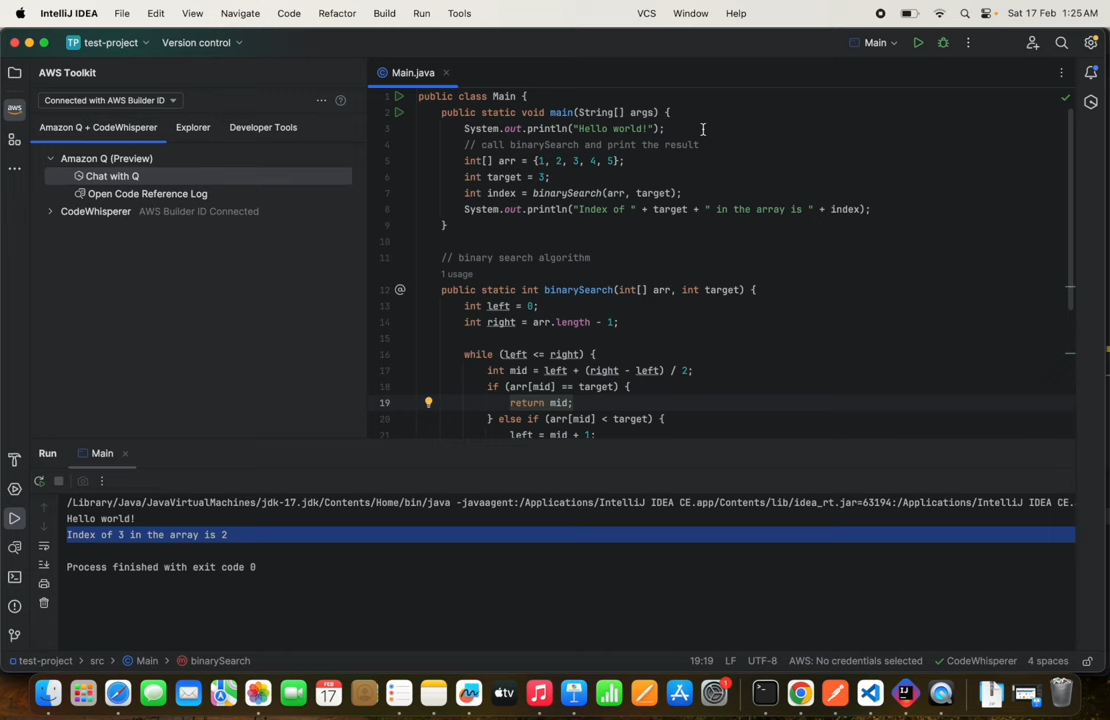 IntelliJ IDEA File Edit View Navigate Code Refactor Build Run Tools VCS Window Help Sat 17 Feb 1:25 AM
TP test-project Version control Main
AWS Toolkit
Main.java
aws
Connected with AWS Builder ID
Amazon Q + CodeWhisperer Explorer Developer Tools
Amazon Q (Preview)
Chat with Q
Open Code Reference Log
CodeWhisperer AWS Builder ID Connected
1 public class Main {
2 public static void main(String[] args) {
3 System.out.println("Hello world!");
4 // call binarySearch and print the result
5 int[] arr = {1, 2, 3, 4, 5};
6 int target = 3;
7 int index = binarySearch(arr, target);
8 System.out.println("Index of " + target + " in the array is " + index);
9 }
10
11 // binary search algorithm
1 usage
12 @ public static int binarySearch(int[] arr, int target) {
13 int left = 0;
14 int right = arr.length - 1;
15
16 while (left <= right) {
17 int mid = left + (right - left) / 2;
18 if (arr[mid] == target) {
19 return mid;
20 } else if (arr[mid] < target) {
21 left = mid + 1;
Run Main
/Library/Java/JavaVirtualMachines/jdk-17.jdk/Contents/Home/bin/java -javaagent:/Applications/IntelliJ IDEA CE.app/Contents/lib/idea_rt.jar=63194:/Applications/IntelliJ IDEA CE.
Hello world!
Index of 3 in the array is 2
Process finished with exit code 0
test-project > src > Main > binarySearch 19:19 LF UTF-8 AWS: No credentials selected CodeWhisperer 4 spaces
FEB
17
tv
1